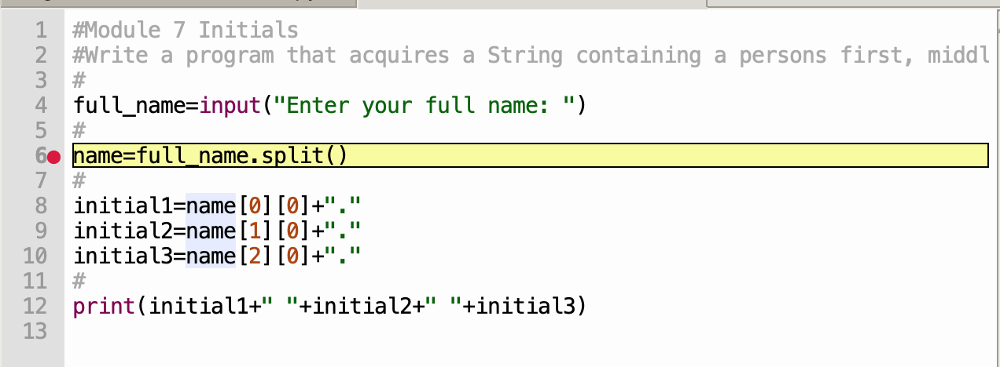 1 #Module 7 Initials
2 #Write a program that acquires a String containing a persons first, middl
3 #
4 full_name=input("Enter your full name: ")
5 #
6 name=full_name.split()
7 #
8 initial1=name[0][0]+"."
9 initial2=name[1][0]+"."
10 initial3=name[2][0]+"."
11 #
12 print(initial1+" "+initial2+" "+initial3)
13